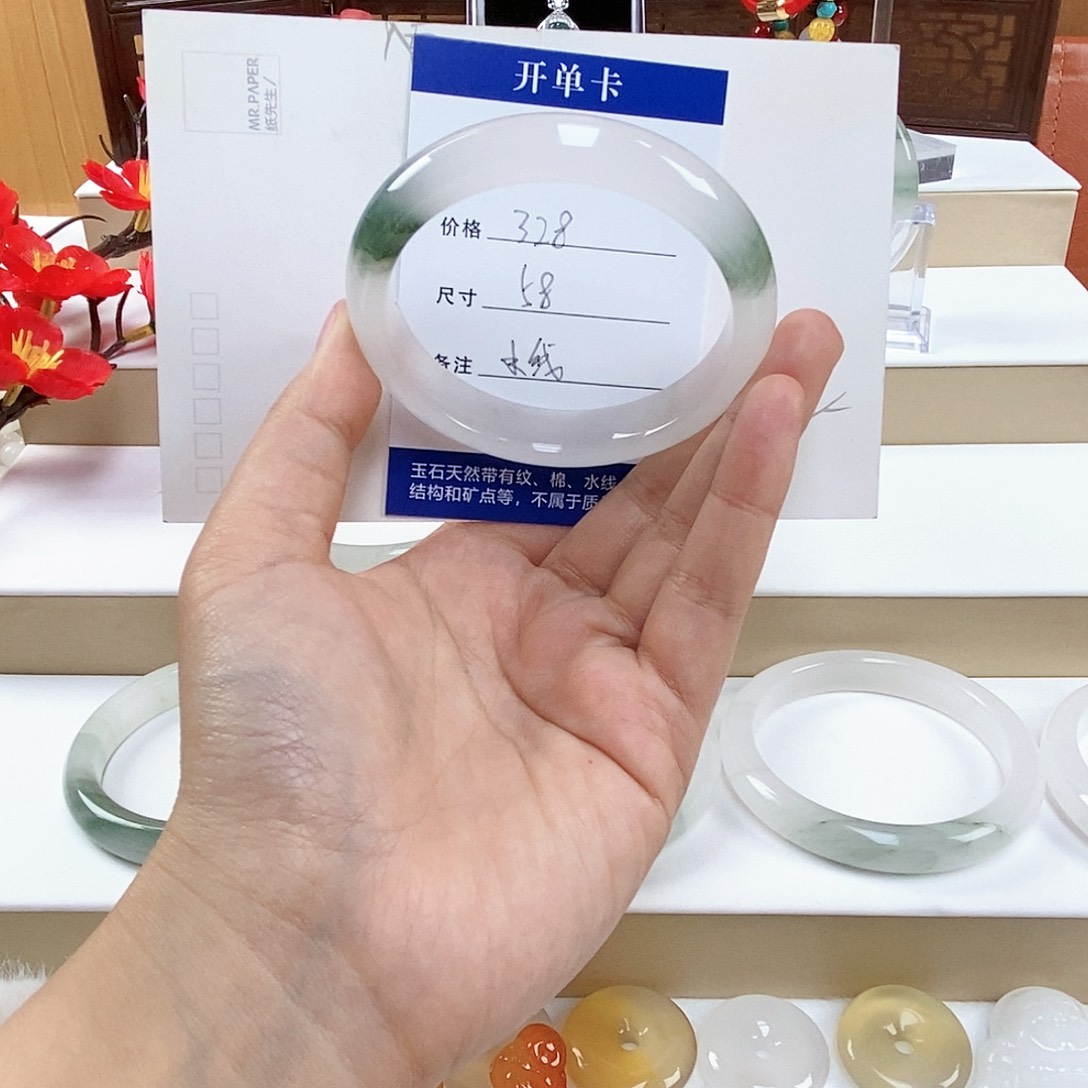 MR.PAPER
纸先生/
开单卡
价格 328
尺寸 58
备注 水线
玉石天然带有纹、棉、水线
结构和矿点等，不属于质